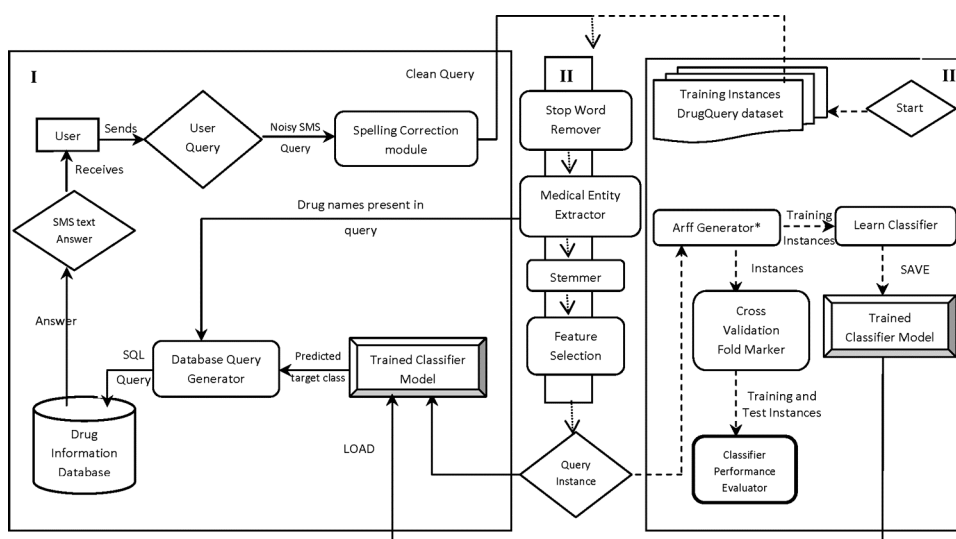 I
Clean Query
II
II
User
Sends
User
Query
Noisy SMS
Query
Spelling Correction
module
Stop Word
Remover
Training Instances
DrugQuery dataset
Start
Receives
SMS text
Answer
Drug names present in
query
Medical Entity
Extractor
Arff Generator*
Training
Instances
Learn Classifier
Stemmer
Instances
SAVE
Answer
SQL
Query
Database Query
Generator
Predicted
target class
Trained Classifier
Model
Feature
Selection
Cross
Validation
Fold Marker
Trained
Classifier Model
Training and
Test Instances
Drug
Information
Database
LOAD
Query
Instance
Classifier
Performance
Evaluator